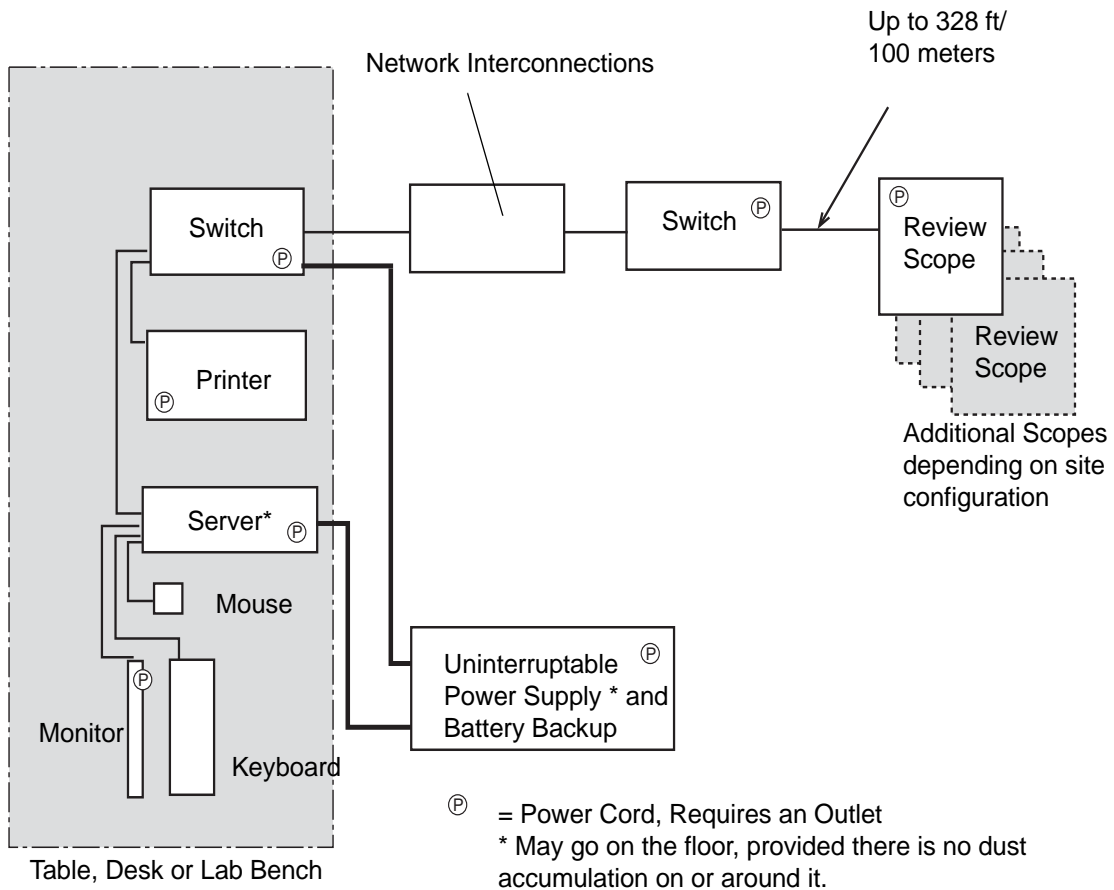 Up to 328 ft/
100 meters
Network Interconnections
Switch
Ⓟ
Switch
Ⓟ
Ⓟ
Review
Scope
Review
Scope
Additional Scopes
depending on site
configuration
Printer
Ⓟ
Server*
Ⓟ
Mouse
Ⓟ
Monitor
Keyboard
Uninterruptable
Ⓟ
Power Supply * and
Battery Backup
Ⓟ = Power Cord, Requires an Outlet
* May go on the floor, provided there is no dust
accumulation on or around it.
Table, Desk or Lab Bench